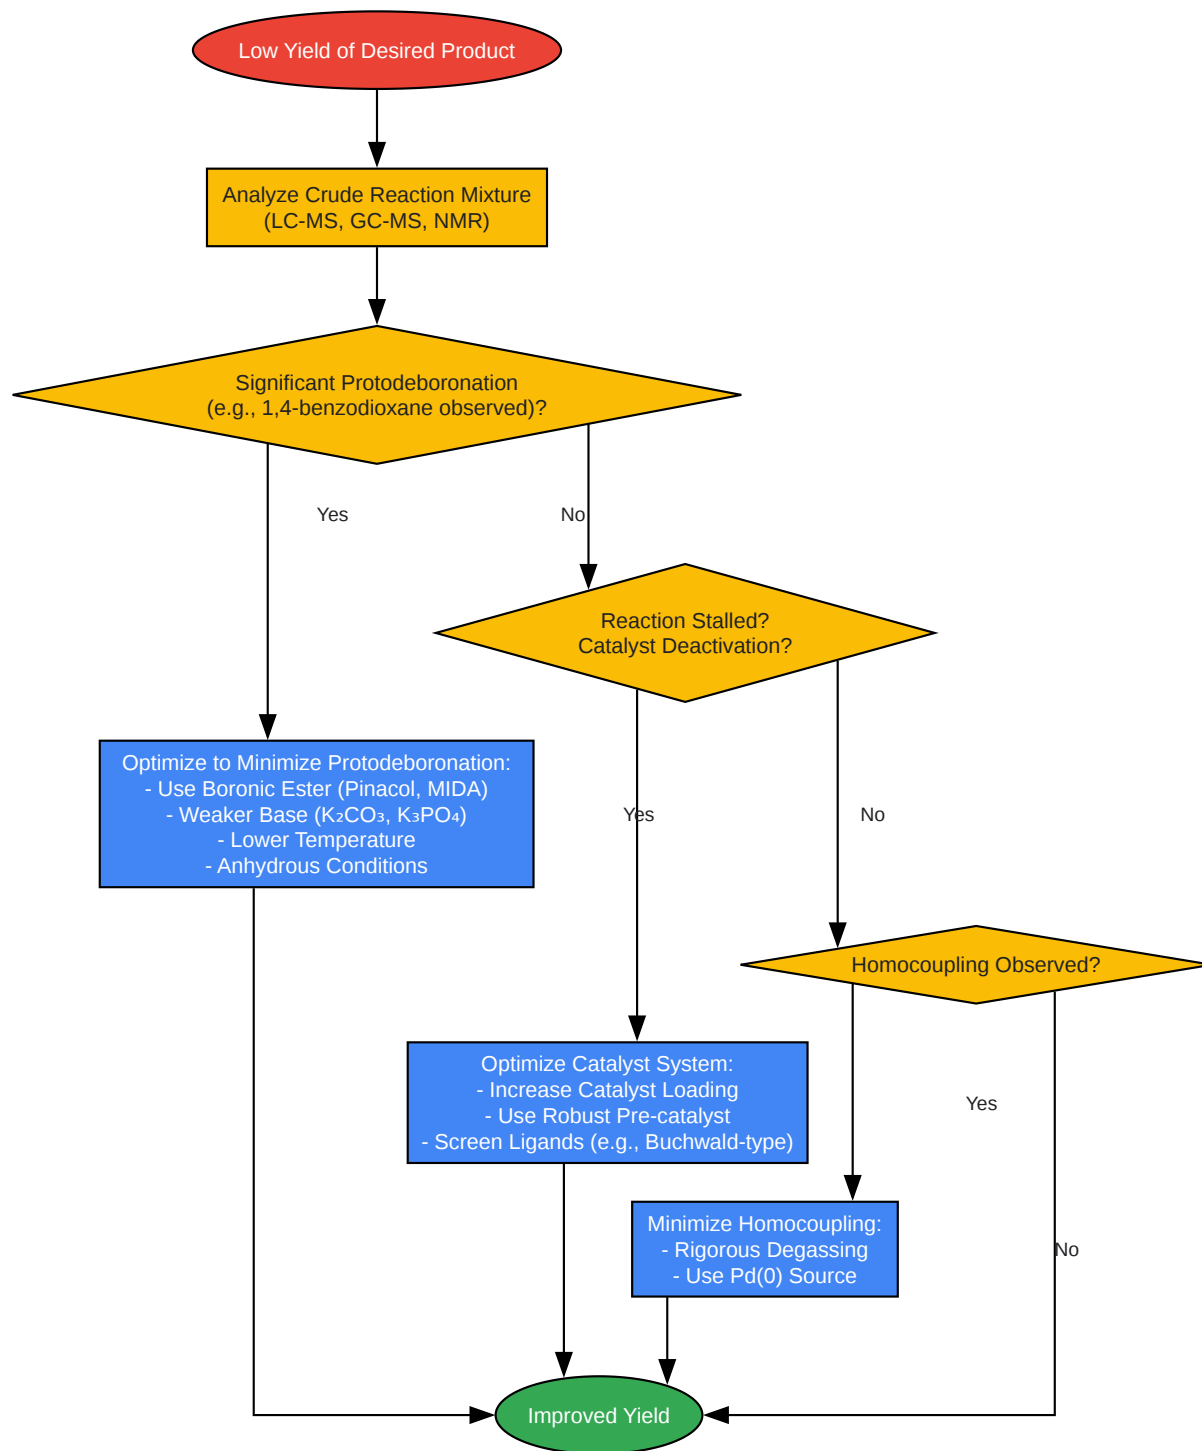 Low Yield of Desired Product
Analyze Crude Reaction Mixture
(LC-MS, GC-MS, NMR)
Significant Protodeboronation
(e.g., 1,4-benzodioxane observed)?
Yes
No
Reaction Stalled?
Catalyst Deactivation?
Optimize to Minimize Protodeboronation:
- Use Boronic Ester (Pinacol, MIDA)
- Weaker Base (K₂CO₃, K₃PO₄)
- Lower Temperature
- Anhydrous Conditions
Yes
No
Homocoupling Observed?
Optimize Catalyst System:
- Increase Catalyst Loading
- Use Robust Pre-catalyst
- Screen Ligands (e.g., Buchwald-type)
Yes
No
Minimize Homocoupling:
- Rigorous Degassing
- Use Pd(0) Source
Improved Yield